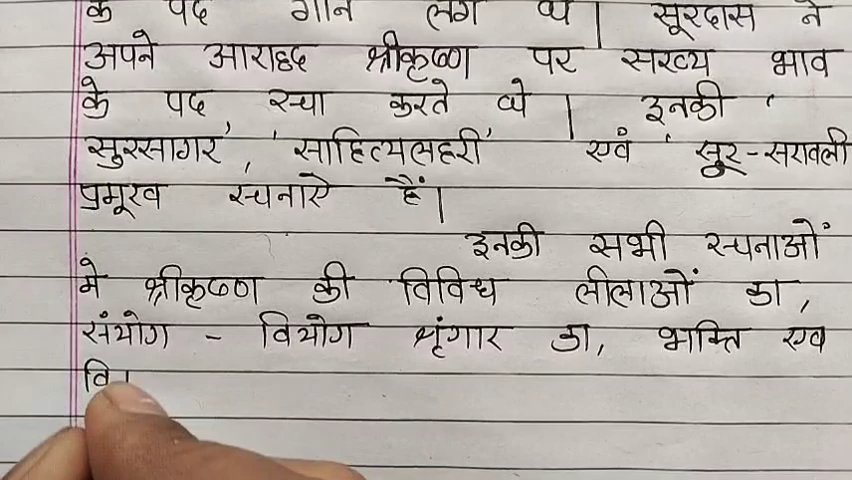 के पद गाने लगे थे। सूरदास ने
अपने आराध्द श्रीकृष्ण पर सख्य भाव
के पद रचा करते थे। इनकी '
सुरसागर', 'साहित्यलहरी' एवं 'सूर-सरावली
प्रमूख रचनाऐ हैं।
इनकी सभी रचनाओं
मे श्रीकृष्ण की विविध लीलाओं का,
संयोग - वियोग शृंगार का, भक्ति एवं